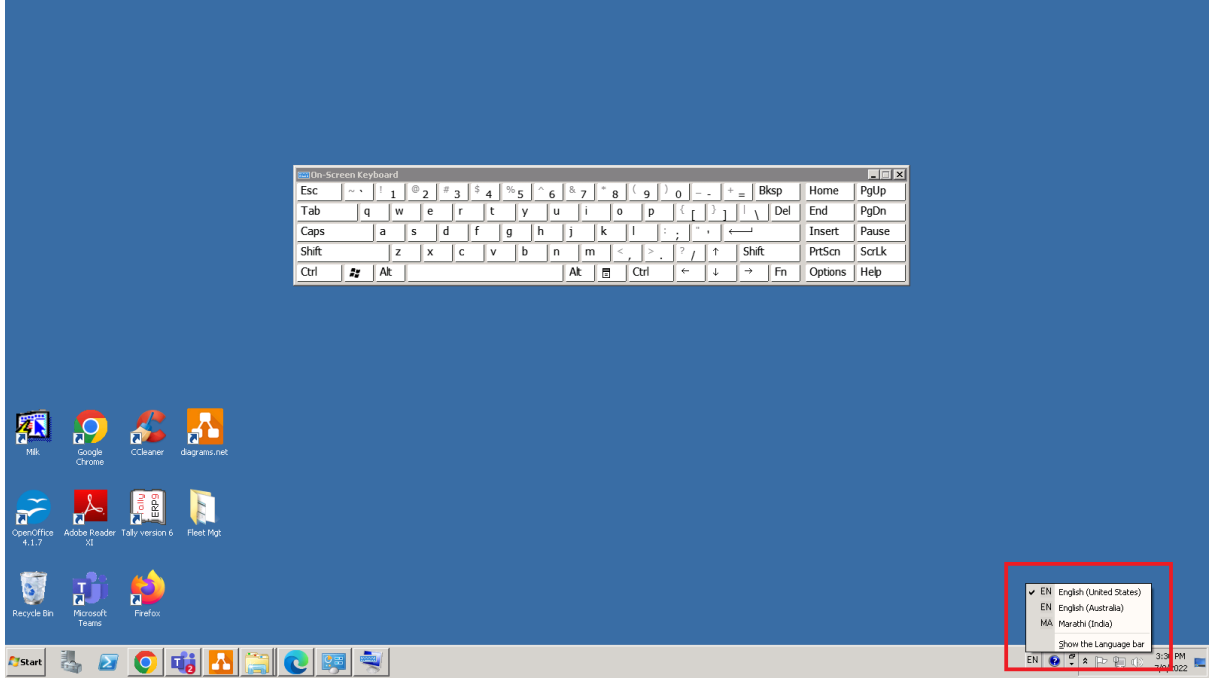 On-Screen Keyboard
Esc ~ ` ! 1 @ 2 # 3 $ 4 % 5 ^ 6 & 7 * 8 ( 9 ) 0 _ - + = Bksp Home PgUp
Tab q w e r t y u i o p { [ } ] | \ Del End PgDn
Caps a s d f g h j k l : ; " ' Insert Pause
Shift z x c v b n m < , > . ? / ↑ Shift PrtScn ScrLk
Ctrl Alt Alt Ctrl ← ↓ → Fn Options Help
Milk
Google
Chrome
CCleaner
diagrams.net
OpenOffice
4.1.7
Adobe Reader
XI
Tally
ERP9
Tally version 6
Fleet Mgt
Recycle Bin
Microsoft
Teams
Firefox
EN English (United States)
EN English (Australia)
MA Marathi (India)
Show the Language bar
Start
2
EN
PM